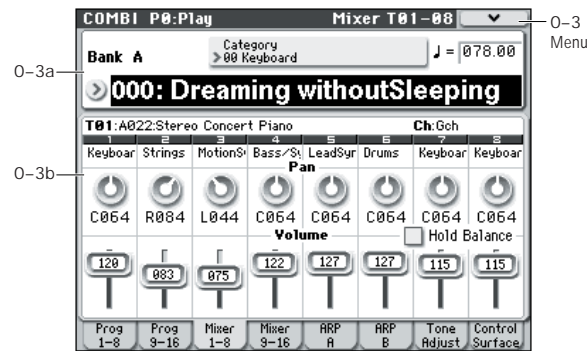 COMBI P0:Play Mixer T01-08
0-3 Menu
Bank A
Category
00 Keyboard
♩ = 078.00
0-3a
000: Dreaming withoutSleeping
T01:A022:Stereo Concert Piano Ch:Gch
1 2 3 4 5 6 7 8
Keyboar Strings MotionS Bass/Sy LeadSyr Drums Keyboar Keyboar
0-3b
Pan
C064 R084 L044 C064 C064 C064 C064 C064
Volume Hold Balance
120 083 075 122 127 127 115 115
Prog 1-8 Prog 9-16 Mixer 1-8 Mixer 9-16 ARP A ARP B Tone Adjust Control Surface